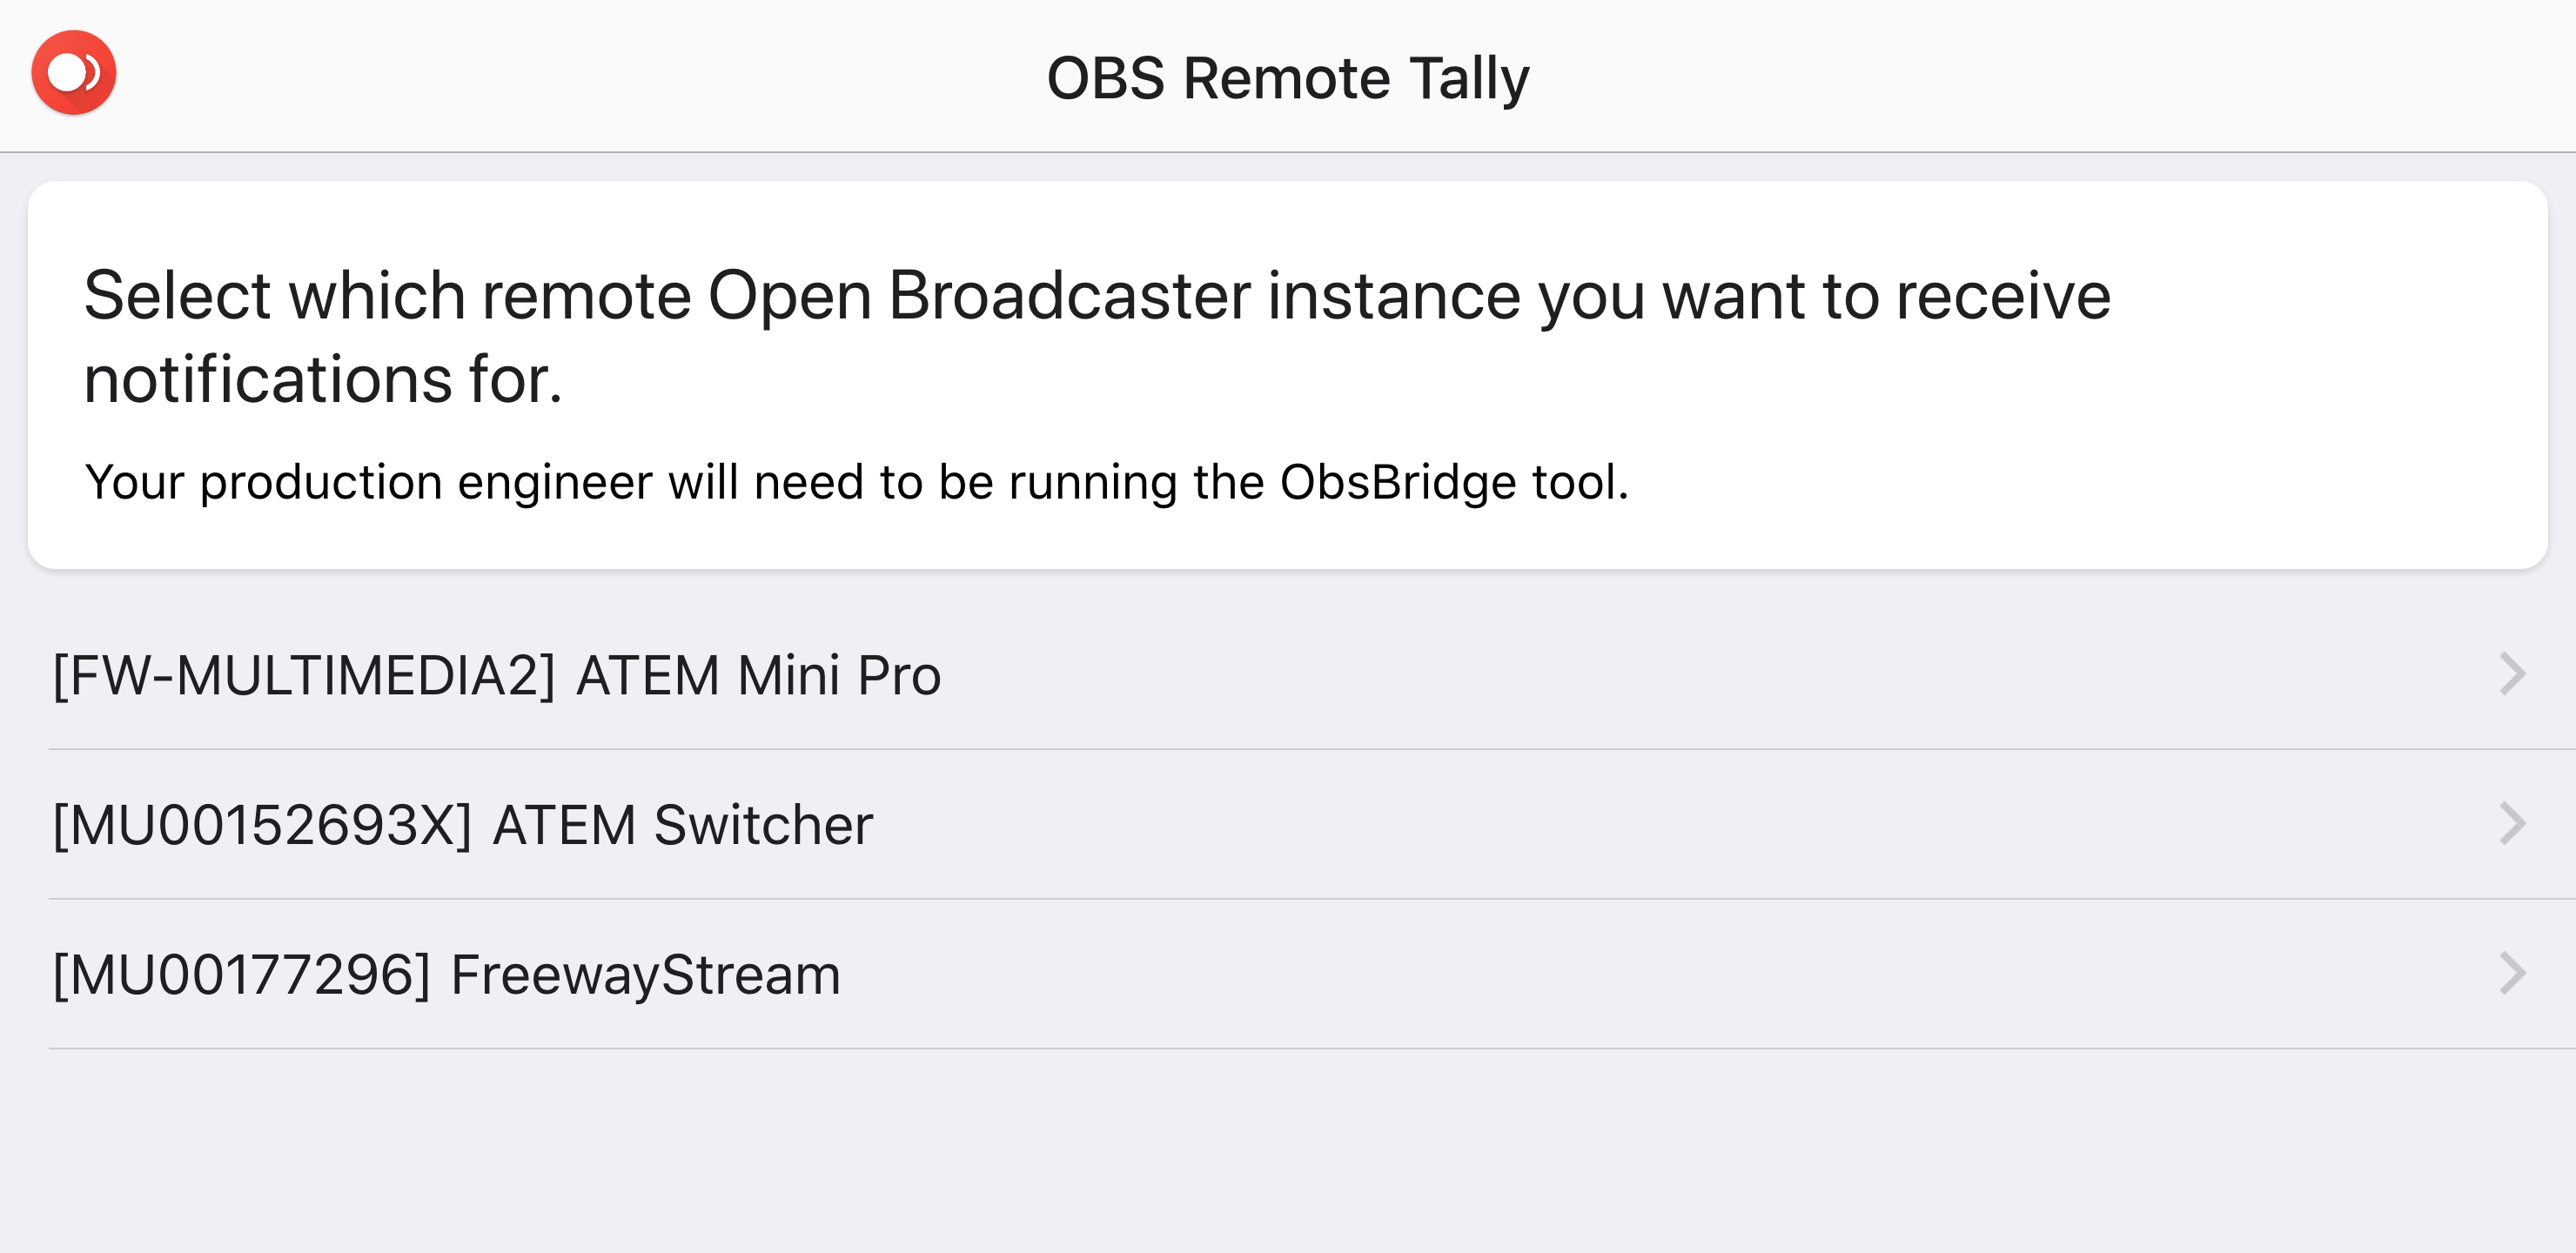 OBS Remote Tally
Select which remote Open Broadcaster instance you want to receive
notifications for.
Your production engineer will need to be running the ObsBridge tool.
[FW-MULTIMEDIA2] ATEM Mini Pro
[MU00152693X] ATEM Switcher
[MU00177296] FreewayStream